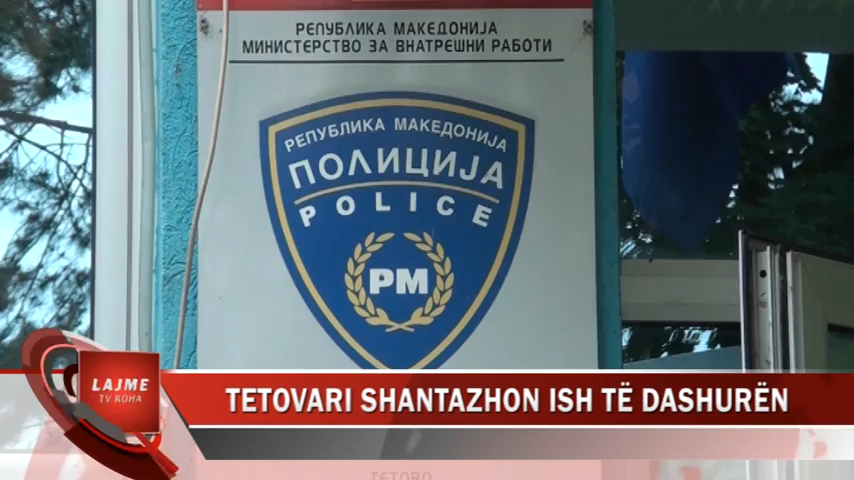 РЕПУБЛИКА МАКЕДОНИЈА
МИНИСТЕРСТВО ЗА ВНАТРЕШНИ РАБОТИ
РЕПУБЛИКА МАКЕДОНИЈА
ПОЛИЦИЈА
POLICE
PM
LAJME
TV KOHA
TETOVARI SHANTAZHON ISH TË DASHURËN
ТЕТОВО